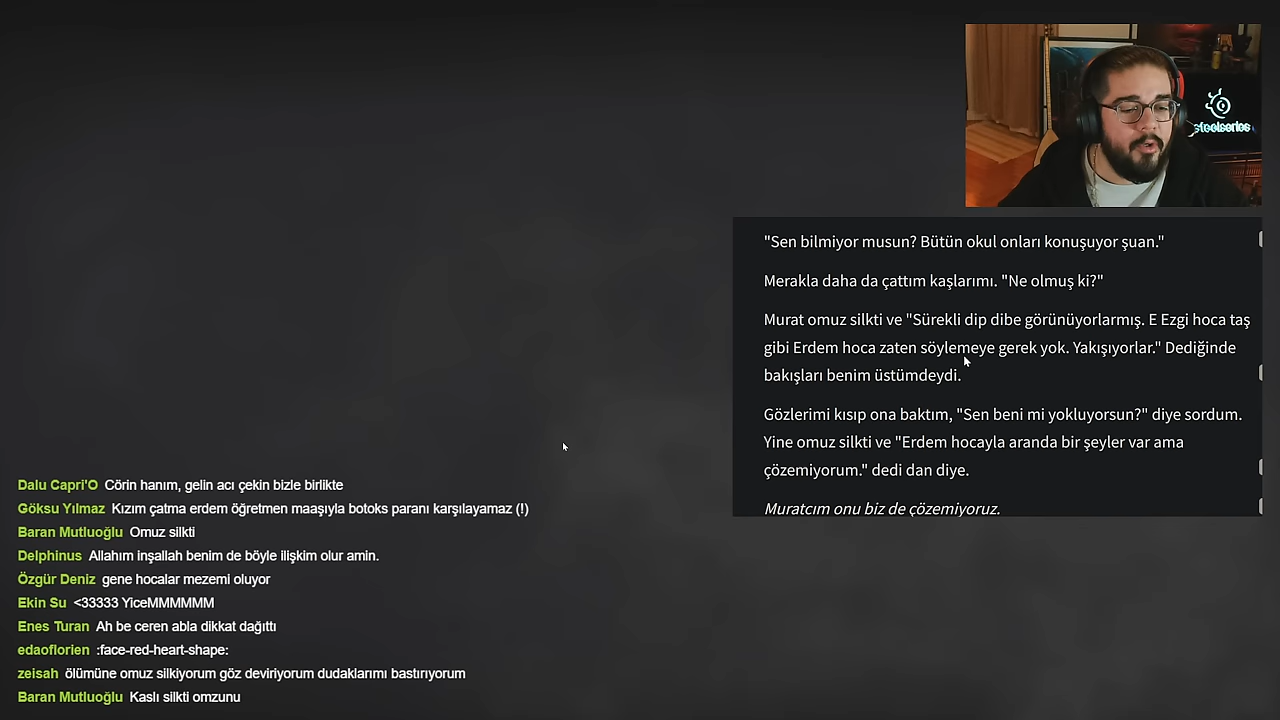 steelseries
"Sen bilmiyor musun? Bütün okul onları konuşuyor şuan."
Merakla daha da çattım kaşlarımı. "Ne olmuş ki?"
Murat omuz silkti ve "Sürekli dip dibe görünüyorlarmış. E Ezgi hoca taş
gibi Erdem hoca zaten söylemeye gerek yok. Yakışıyorlar." Dediğinde
bakışları benim üstümdeydi.
Gözlerimi kısıp ona baktım, "Sen beni mi yokluyorsun?" diye sordum.
Yine omuz silkti ve "Erdem hocayla aranda bir şeyler var ama
çözemiyorum." dedi dan diye.
Muratcım onu biz de çözemiyoruz.
Dalu Capri'O Cörin hanım, gelin acı çekin bizle birlikte
Göksu Yılmaz Kızım çatma erdem öğretmen maaşıyla botoks paranı karşılayamaz (!)
Baran Mutluoğlu Omuz silkti
Delphinus Allahım inşallah benim de böyle ilişkim olur amin.
Özgür Deniz gene hocalar mezemi oluyor
Ekin Su <33333 YiceMMMMMM
Enes Turan Ah be ceren abla dikkat dağıttı
edaoflorien :face-red-heart-shape:
zeisah ölümüne omuz silkiyorum göz deviriyorum dudaklarımı bastırıyorum
Baran Mutluoğlu Kaslı silkti omzunu